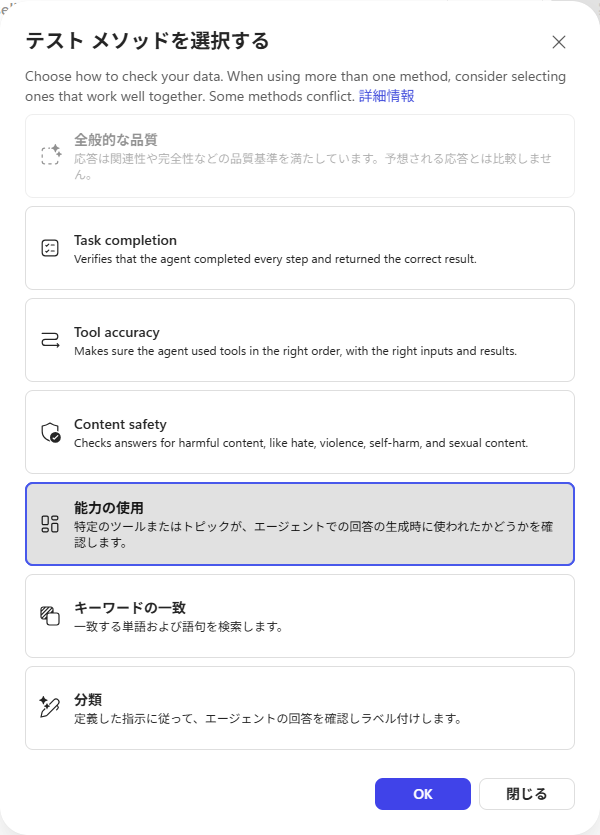 テスト メソッドを選択する
Choose how to check your data. When using more than one method, consider selecting
ones that work well together. Some methods conflict. 詳細情報
全般的な品質
応答は関連性や完全性などの品質基準を満たしています。予想される応答とは比較しませ
ん。
Task completion
Verifies that the agent completed every step and returned the correct result.
Tool accuracy
Makes sure the agent used tools in the right order, with the right inputs and results.
Content safety
Checks answers for harmful content, like hate, violence, self-harm, and sexual content.
能力の使用
特定のツールまたはトピックが、エージェントでの回答の生成時に使われたかどうかを確
認します。
キーワードの一致
一致する単語および語句を検索します。
分類
定義した指示に従って、エージェントの回答を確認しラベル付けします。
OK
閉じる